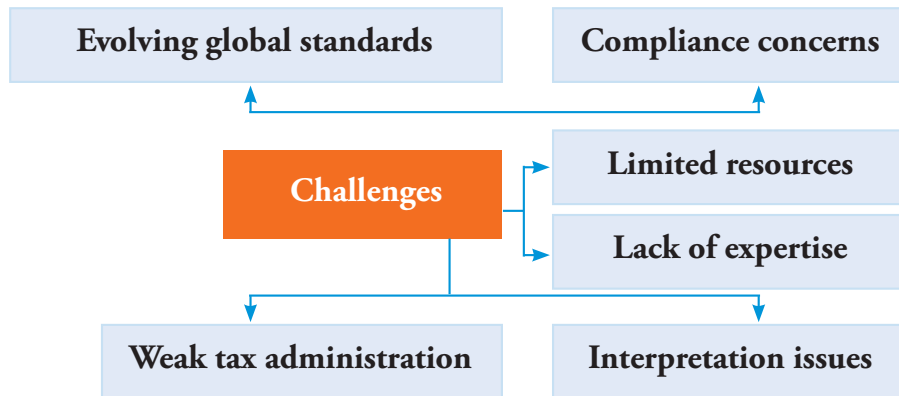 Evolving global standards
Compliance concerns
Challenges
Limited resources
Lack of expertise
Weak tax administration
Interpretation issues